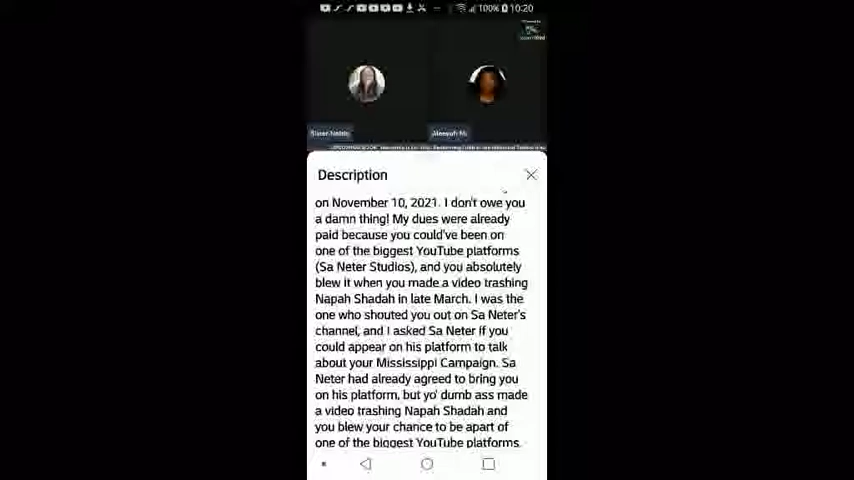 100% 10:20
Aleeyah M.
Description
on November 10, 2021. I don't owe you
a damn thing! My dues were already
paid because you could've been on
one of the biggest YouTube platforms
(Sa Neter Studios), and you absolutely
blew it when you made a video trashing
Napah Shadah in late March. I was the
one who shouted you out on Sa Neter's
channel, and I asked Sa Neter if you
could appear on his platform to talk
about your Mississippi Campaign. Sa
Neter had already agreed to bring you
on his platform, but yo' dumb ass made
a video trashing Napah Shadah and
you blew your chance to be apart of
one of the biggest YouTube platforms.